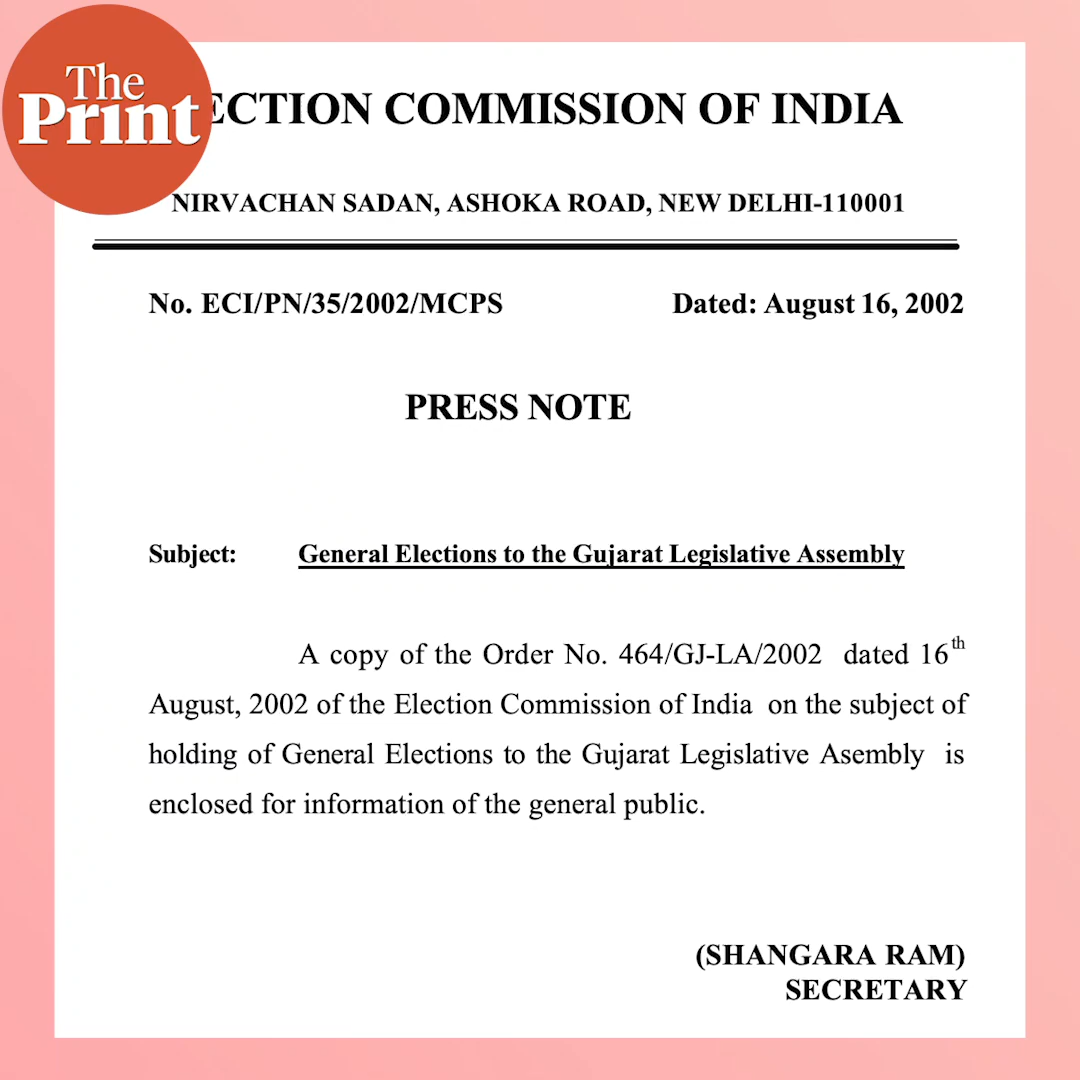 The
Print
ECTION COMMISSION OF INDIA
NIRVACHAN SADAN, ASHOKA ROAD, NEW DELHI-110001
No. ECI/PN/35/2002/MCPS Dated: August 16, 2002
PRESS NOTE
Subject: General Elections to the Gujarat Legislative Assembly
A copy of the Order No. 464/GJ-LA/2002 dated 16th
August, 2002 of the Election Commission of India on the subject of
holding of General Elections to the Gujarat Legislative Asembly is
enclosed for information of the general public.
(SHANGARA RAM)
SECRETARY